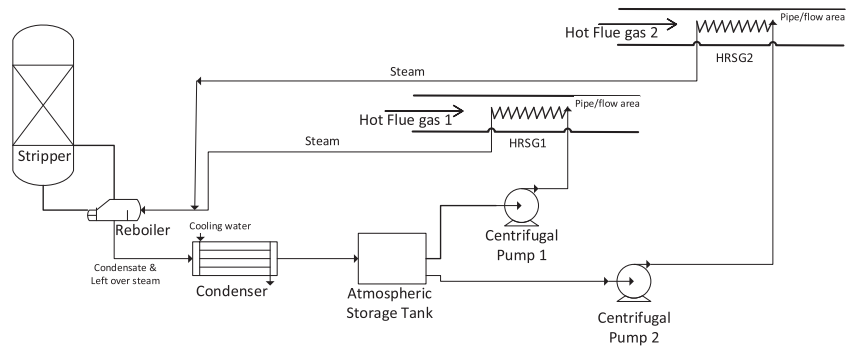 Pipe/flow area
Hot Flue gas 2
HRSG2
Steam
Pipe/flow area
Hot Flue gas 1
HRSG1
Steam
Stripper
Reboiler
Cooling water
Centrifugal
Pump 1
Condensate &
Left over steam
Condenser
Atmospheric
Storage Tank
Centrifugal
Pump 2